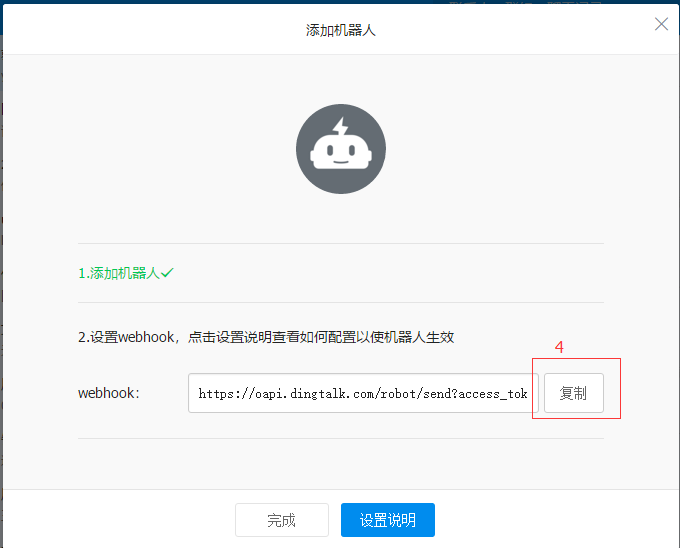 添加机器人
1.添加机器人
2.设置webhook，点击设置说明查看如何配置以使机器人生效
4
webhook: https://oapi.dingtalk.com/robot/send?access_tok 复制
完成 设置说明